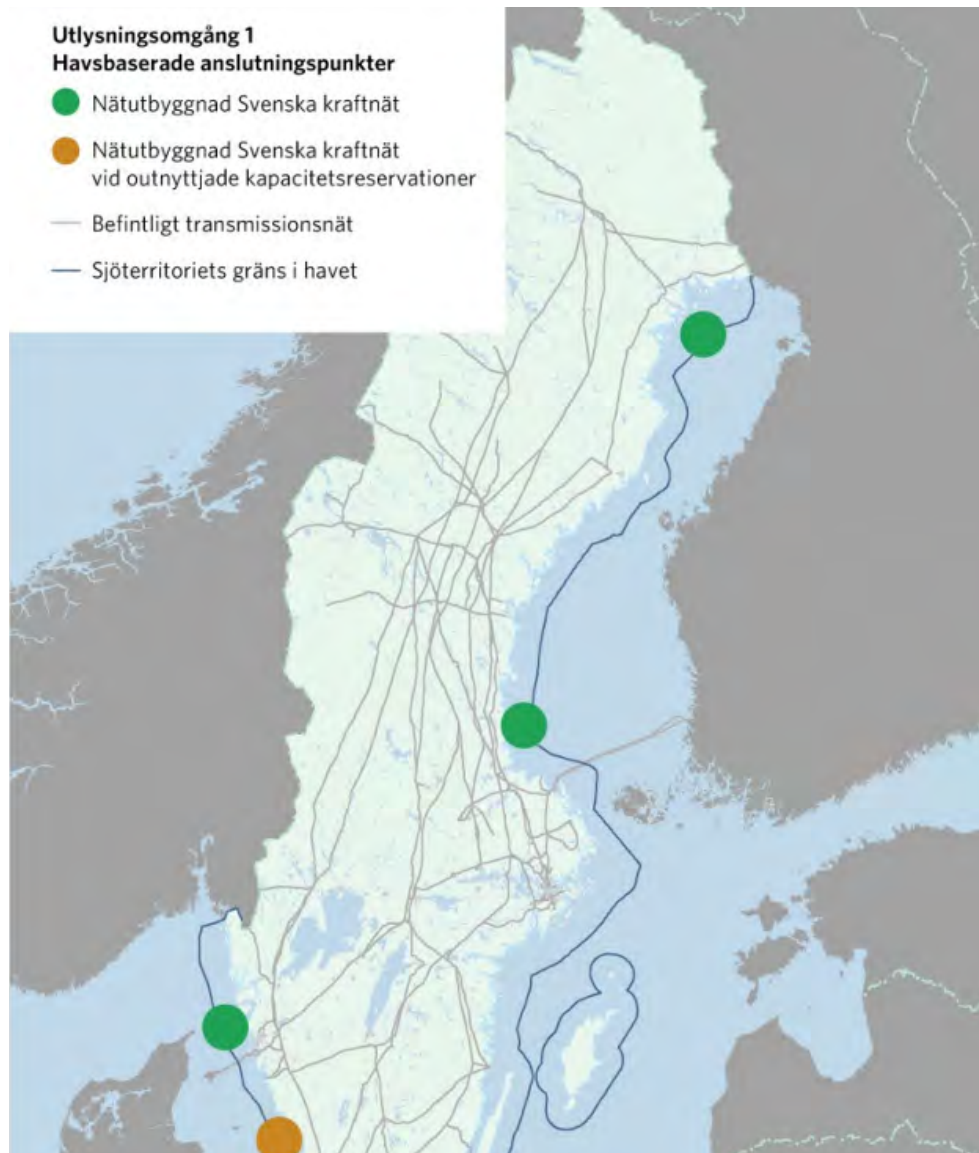 Utlysningsomgång 1
Havsbaserade anslutningspunkter
Nätutbyggnad Svenska kraftnät
Nätutbyggnad Svenska kraftnät
vid outnyttjade kapacitetsreservationer
Befintligt transmissionsnät
Sjöterritoriets gräns i havet